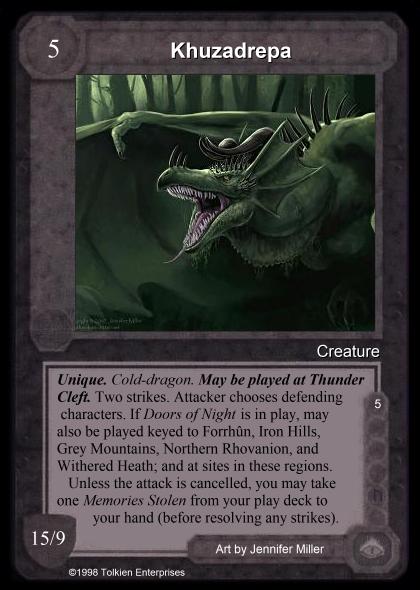 5
Khuzadrepa
Jennifer Miller
Creature
Unique. Cold-dragon. May be played at Thunder
Cleft. Two strikes. Attacker chooses defending
characters. If Doors of Night is in play, may
also be played keyed to Forrhûn, Iron Hills,
Grey Mountains, Northern Rhovanion, and
Withered Heath; and at sites in these regions.
Unless the attack is cancelled, you may take
one Memories Stolen from your play deck to
your hand (before resolving any strikes).
5
15/9
Art by Jennifer Miller
©1998 Tolkien Enterprises